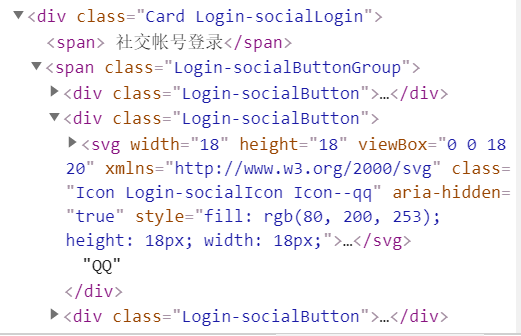 <div class="Card Login-socialLogin">
<span> 社交帐号登录</span>
<span class="Login-socialButtonGroup">
<div class="Login-socialButton">…</div>
<div class="Login-socialButton">
<svg width="18" height="18" viewBox="0 0 18
20" xmlns="http://www.w3.org/2000/svg" class=
"Icon Login-socialIcon Icon--qq" aria-hidden=
"true" style="fill: rgb(80, 200, 253);
height: 18px; width: 18px;">…</svg>
"QQ"
</div>
<div class="Login-socialButton">…</div>